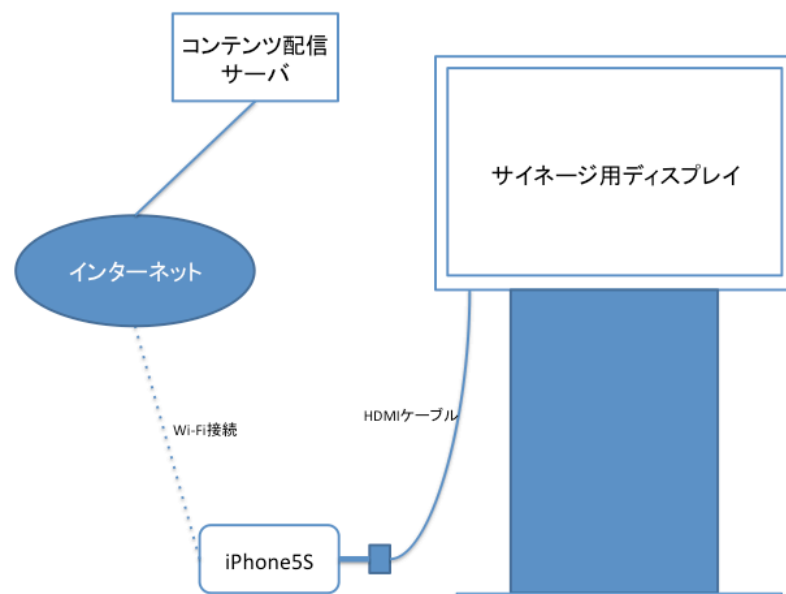 コンテンツ配信
サーバ
サイネージ用ディスプレイ
インターネット
HDMIケーブル
Wi-Fi接続
iPhone5S